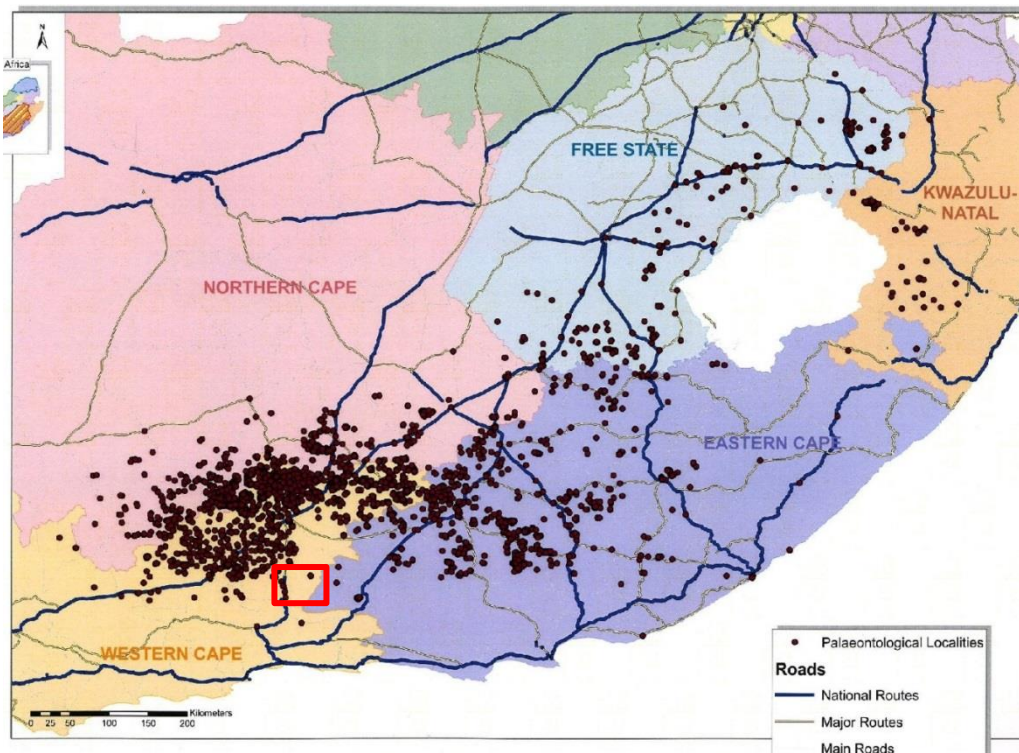 N
Africa
FREE STATE
KWAZULU-
NATAL
NORTHERN CAPE
EASTERN CAPE
WESTERN CAPE
Kilometers
0 25 50 100 150 200
Palaeontological Localities
Roads
National Routes
Major Routes
Main Roads